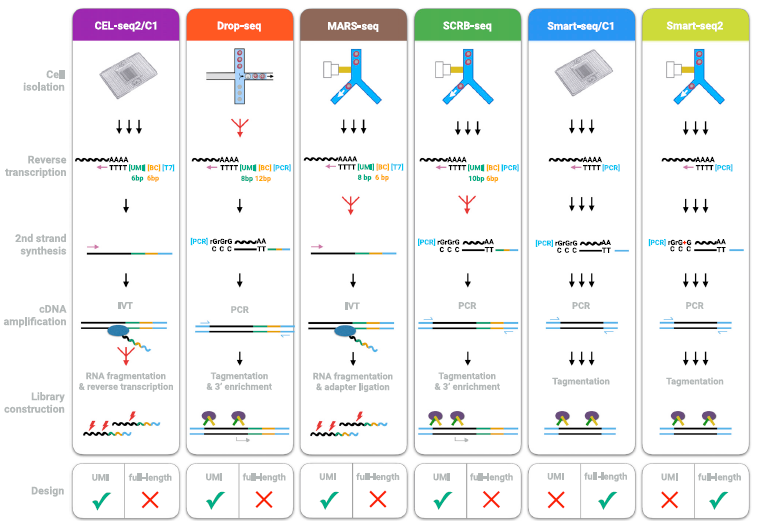 CEL-seq2/C1 Drop-seq MARS-seq SCRB-seq Smart-seq/C1 Smart-seq2
Cell
isolation
Reverse
transcription
AAAA
TTTT [UMI] [BC] [T7]
6bp 6bp
AAAA
TTTT [UMI] [BC] [PCR]
8bp 12bp
AAAA
TTTT [UMI] [BC] [T7]
8 bp 6 bp
AAAA
TTTT [UMI] [BC] [PCR]
10bp 6bp
AAAA
TTTT [PCR]
AAAA
TTTT [PCR]
2nd strand
synthesis
[PCR] rGrGrG AA
C C C TT
[PCR] rGrGrG AA
C C C TT
[PCR] rGrGrG AA
C C C TT
[PCR] rGrG+G AA
C C C TT
cDNA
amplification
IVT PCR IVT PCR PCR PCR
Library
construction
RNA fragmentation
& reverse transcription
Tagmentation
& 3' enrichment
RNA fragmentation
& adapter ligation
Tagmentation
& 3' enrichment
Tagmentation
Tagmentation
Design
UMI full-length UMI full-length UMI full-length UMI full-length UMI full-length UMI full-length